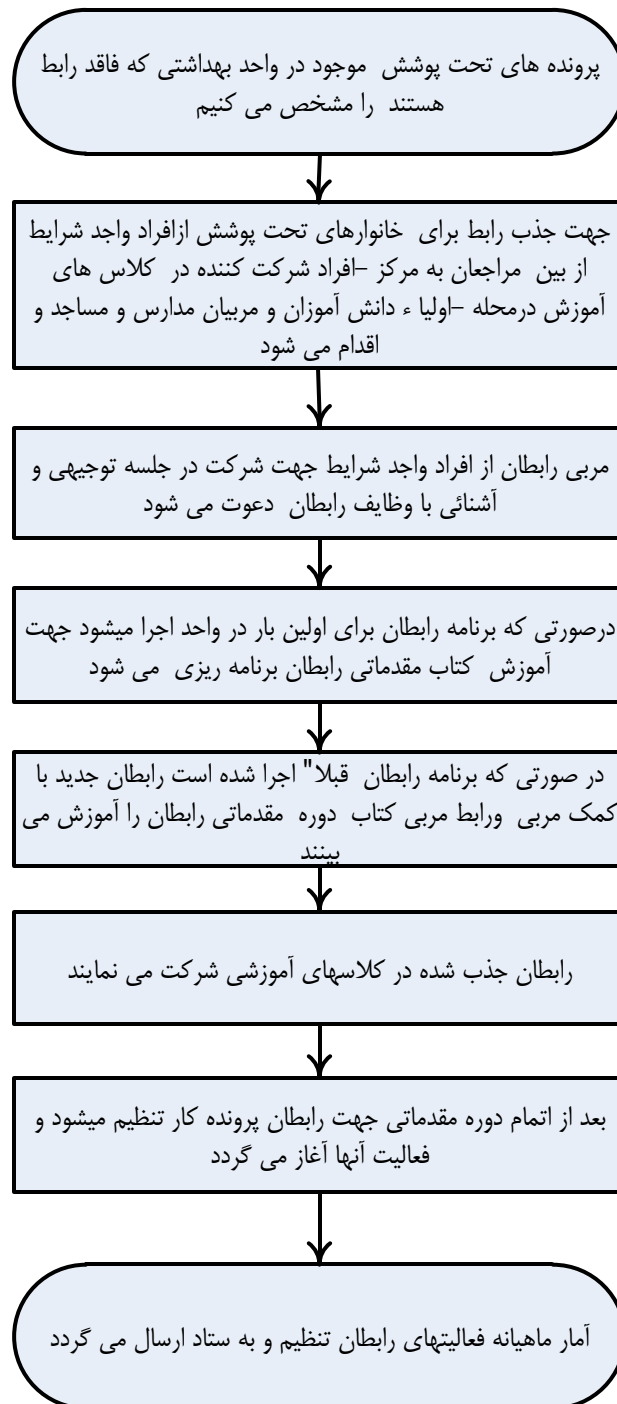 پرونده های تحت پوشش موجود در واحد بهداشتی که فاقد رابط
هستند را مشخص می کنیم
جهت جذب رابط برای خانوارهای تحت پوشش ازافراد واجد شرایط
از بین مراجعان به مرکز –افراد شرکت کننده در کلاس های
آموزش درمحله –اولیا ء دانش آموزان و مربیان مدارس و مساجد و
اقدام می شود
مربی رابطان از افراد واجد شرایط جهت شرکت در جلسه توجیهی و
آشنائی با وظایف رابطان دعوت می شود
درصورتی که برنامه رابطان برای اولین بار در واحد اجرا میشود جهت
آموزش کتاب مقدماتی رابطان برنامه ریزی می شود
در صورتی که برنامه رابطان قبلا" اجرا شده است رابطان جدید با
کمک مربی ورابط مربی کتاب دوره مقدماتی رابطان را آموزش می
بینند
رابطان جذب شده در کلاسهای آموزشی شرکت می نمایند
بعد از اتمام دوره مقدماتی جهت رابطان پرونده کار تنظیم میشود و
فعالیت آنها آغاز می گردد
آمار ماهیانه فعالیتهای رابطان تنظیم و به ستاد ارسال می گردد